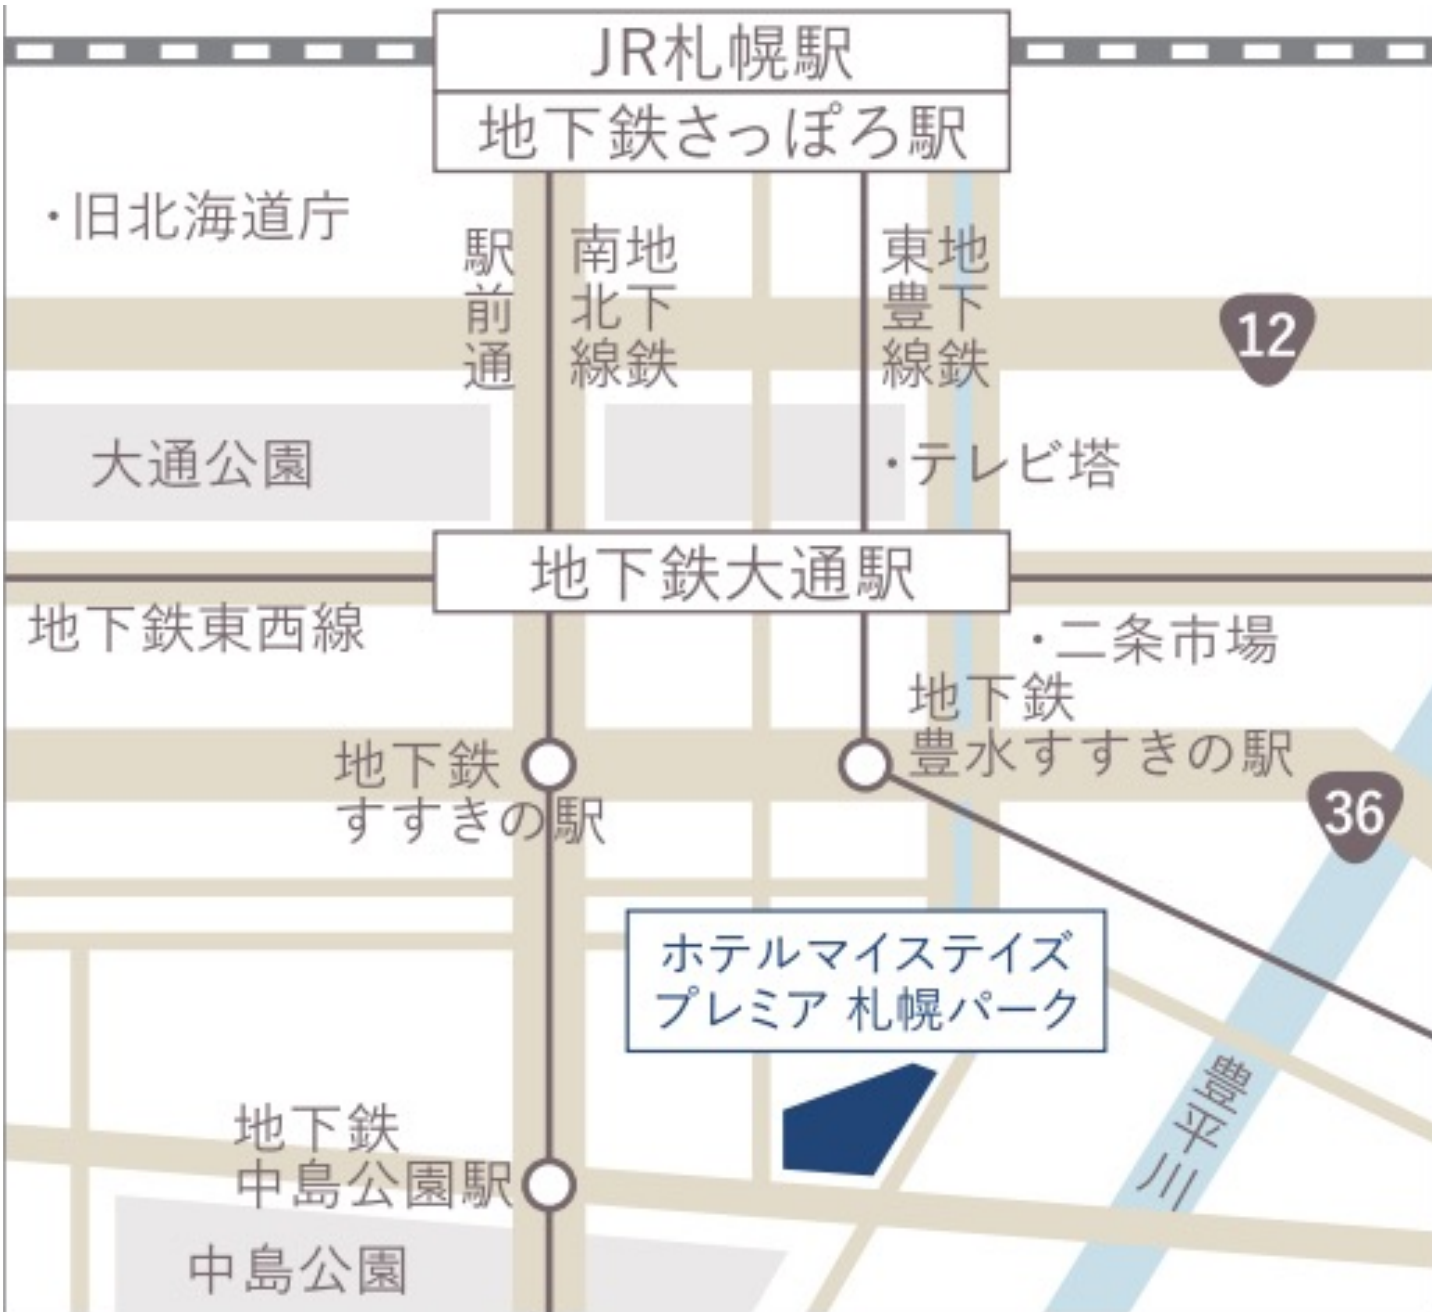 JR札幌駅
地下鉄さっぽろ駅
・旧北海道庁
駅前通
地下鉄
南北線
地下鉄
東豊線
12
大通公園
・テレビ塔
地下鉄大通駅
地下鉄東西線
・二条市場
地下鉄
豊水すすきの駅
地下鉄
すすきの駅
36
ホテルマイステイズ
プレミア 札幌パーク
豊平川
地下鉄
中島公園駅
中島公園